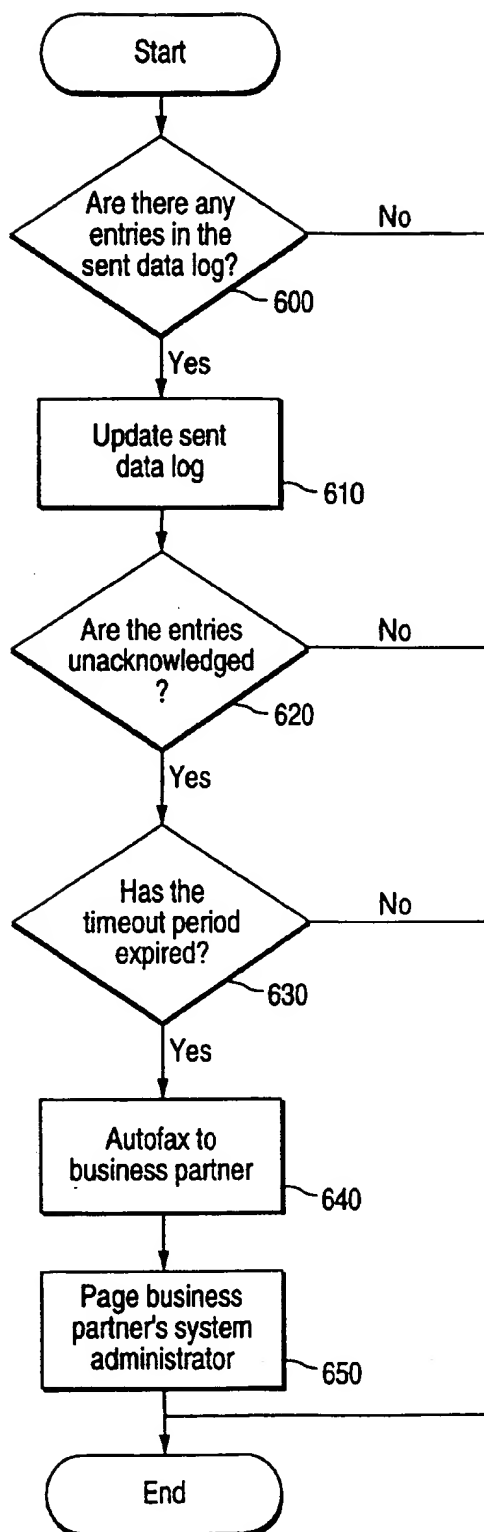 Start
Are there any
entries in the
sent data log?
No
600
Yes
Update sent
data log
610
Are the entries
unacknowledged
?
No
620
Yes
Has the
timeout period
expired?
No
630
Yes
Autofax to
business partner
640
Page business
partner's system
administrator
650
End